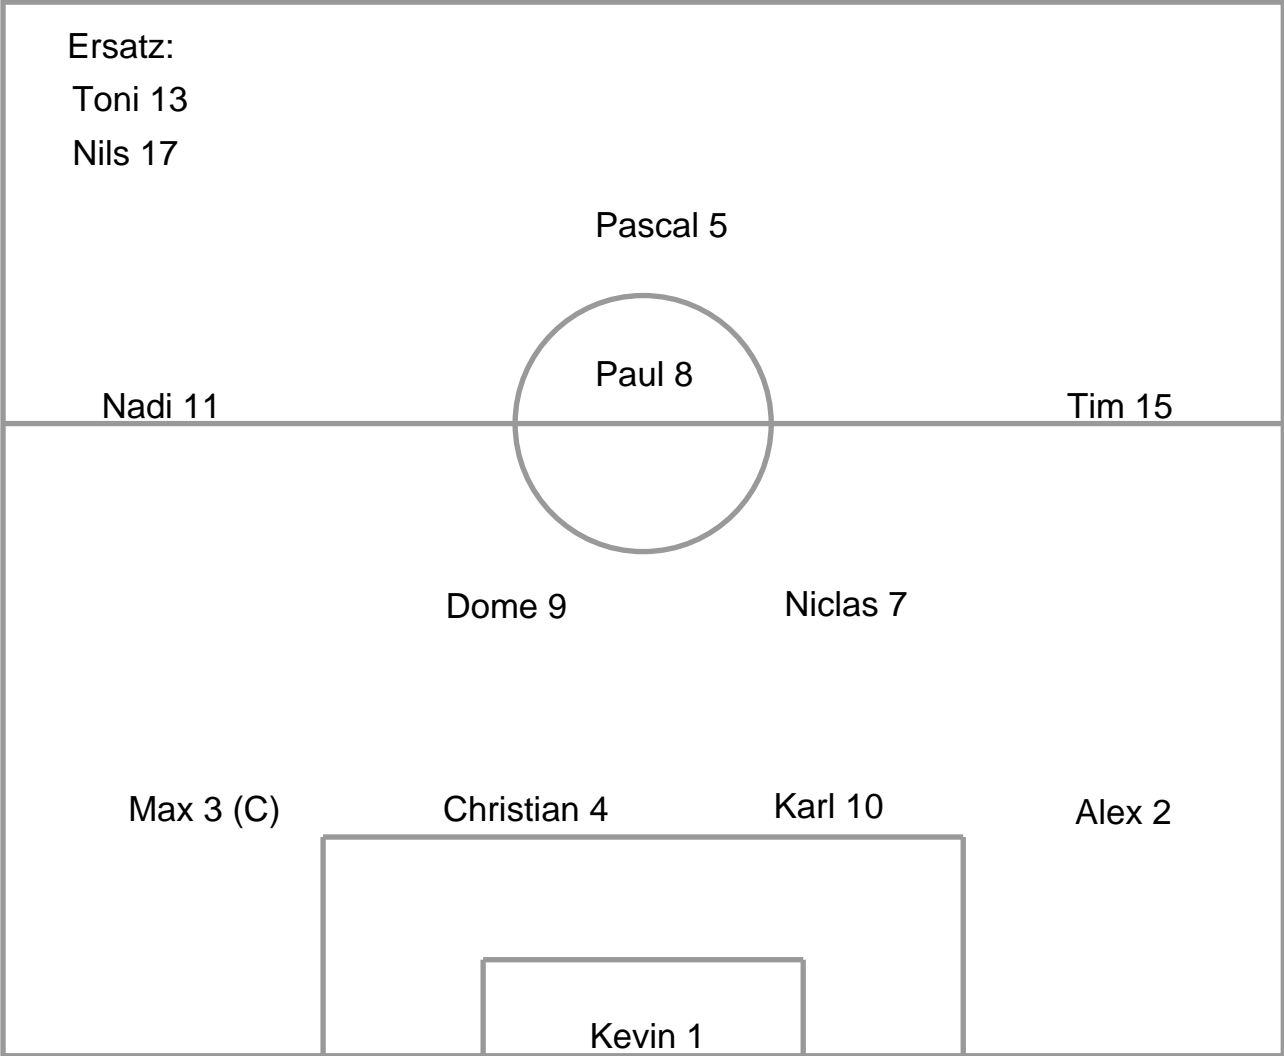 Ersatz:
Toni 13
Nils 17
Pascal 5
Paul 8
Nadi 11
Tim 15
Dome 9
Niclas 7
Max 3 (C)
Christian 4
Karl 10
Alex 2
Kevin 1